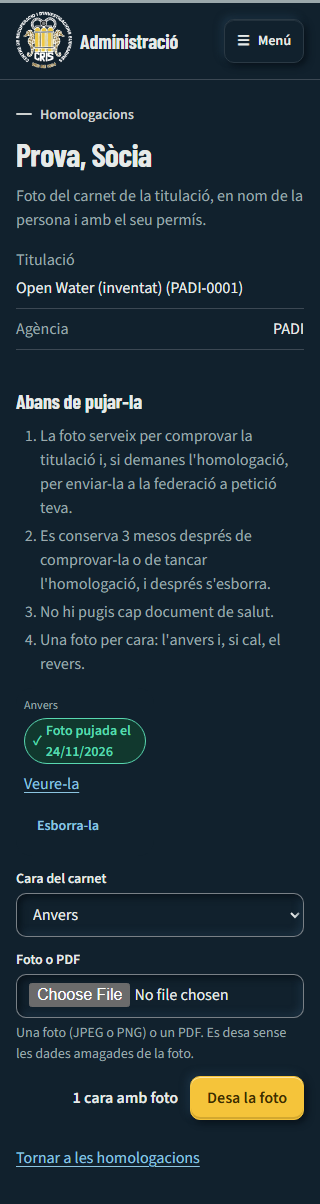 CRIS
Administració
☰ Menú
— Homologacions
Prova, Sòcia
Foto del carnet de la titulació, en nom de la
persona i amb el seu permís.
Titulació
Open Water (inventat) (PADI-0001)
Agència PADI
Abans de pujar-la
1. La foto serveix per comprovar la
titulació i, si demanes l'homologació,
per enviar-la a la federació a petició
teva.
2. Es conserva 3 mesos després de
comprovar-la o de tancar
l'homologació, i després s'esborra.
3. No hi pugis cap document de salut.
4. Una foto per cara: l'anvers i, si cal, el
revers.
Anvers
✓ Foto pujada el
24/11/2026
Veure-la
Esborra-la
Cara del carnet
Anvers
Foto o PDF
Choose File No file chosen
Una foto (JPEG o PNG) o un PDF. Es desa sense
les dades amagades de la foto.
1 cara amb foto Desa la foto
Tornar a les homologacions